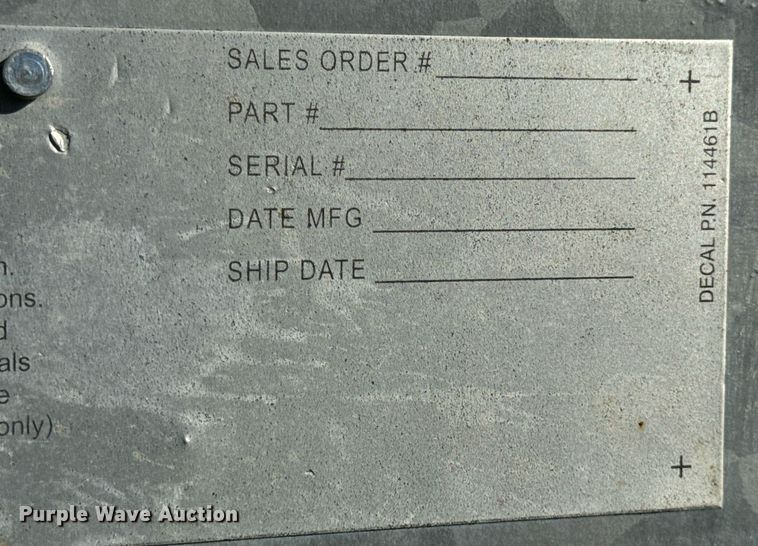 SALES ORDER #
PART #
SERIAL #
DATE MFG
SHIP DATE
DECAL P.N. 114461B
ons.
als
only)
Purple Wave Auction